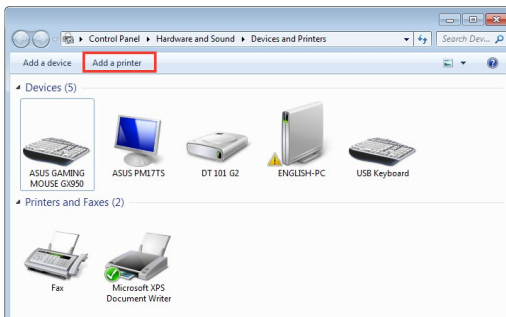 Control Panel Hardware and Sound Devices and Printers
Search Dev...
Add a device Add a printer
Devices (5)
ASUS GAMING MOUSE GX950
ASUS PM17TS
DT 101 G2
ENGLISH-PC
USB Keyboard
Printers and Faxes (2)
Fax
Microsoft XPS
Document Writer